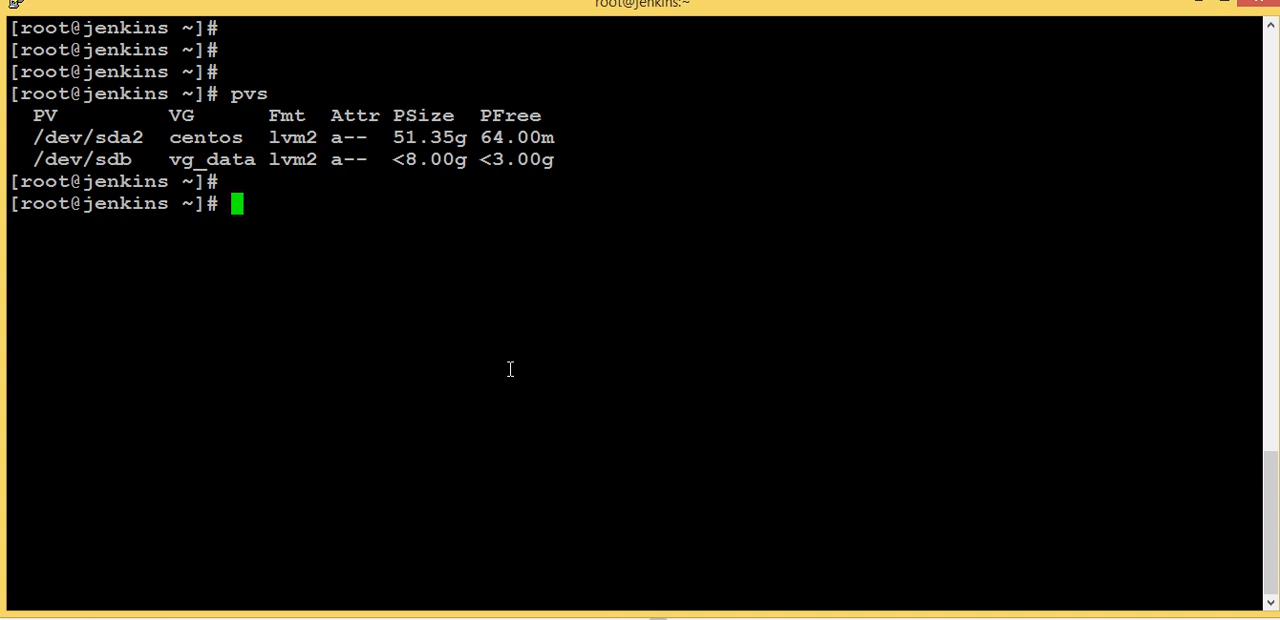 root@jenkins:~
[root@jenkins ~]#
[root@jenkins ~]#
[root@jenkins ~]#
[root@jenkins ~]# pvs
  PV         VG      Fmt  Attr PSize  PFree
  /dev/sda2  centos  lvm2 a--  51.35g 64.00m
  /dev/sdb   vg_data lvm2 a--  <8.00g <3.00g
[root@jenkins ~]#
[root@jenkins ~]#